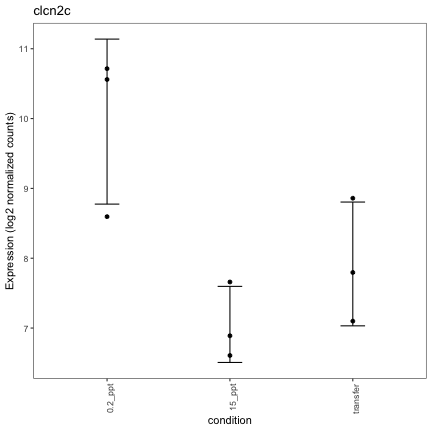 clcn2c
Expression (log2 normalized counts)
11
10
9
8
7
0.2_ppt
15_ppt
transfer
condition